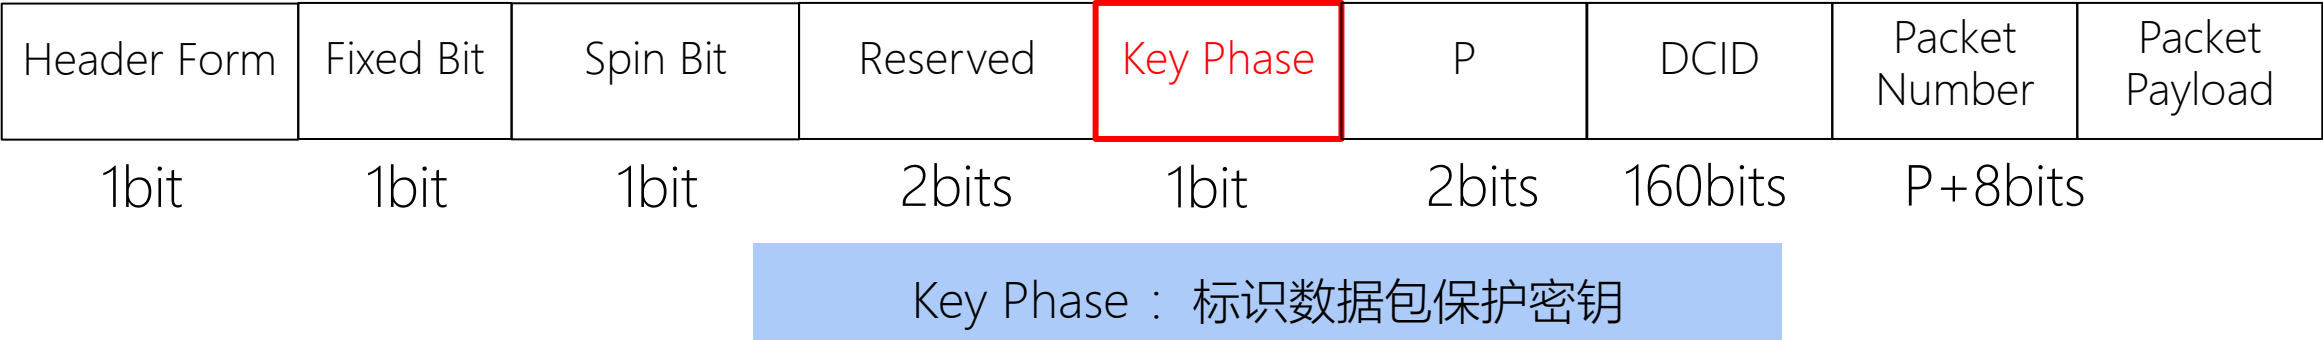 Header Form
Fixed Bit
Spin Bit
Reserved
Key Phase
P
DCID
Packet
Number
Packet
Payload
1bit
1bit
1bit
2bits
1bit
2bits
160bits
P+8bits
Key Phase ： 标识数据包保护密钥